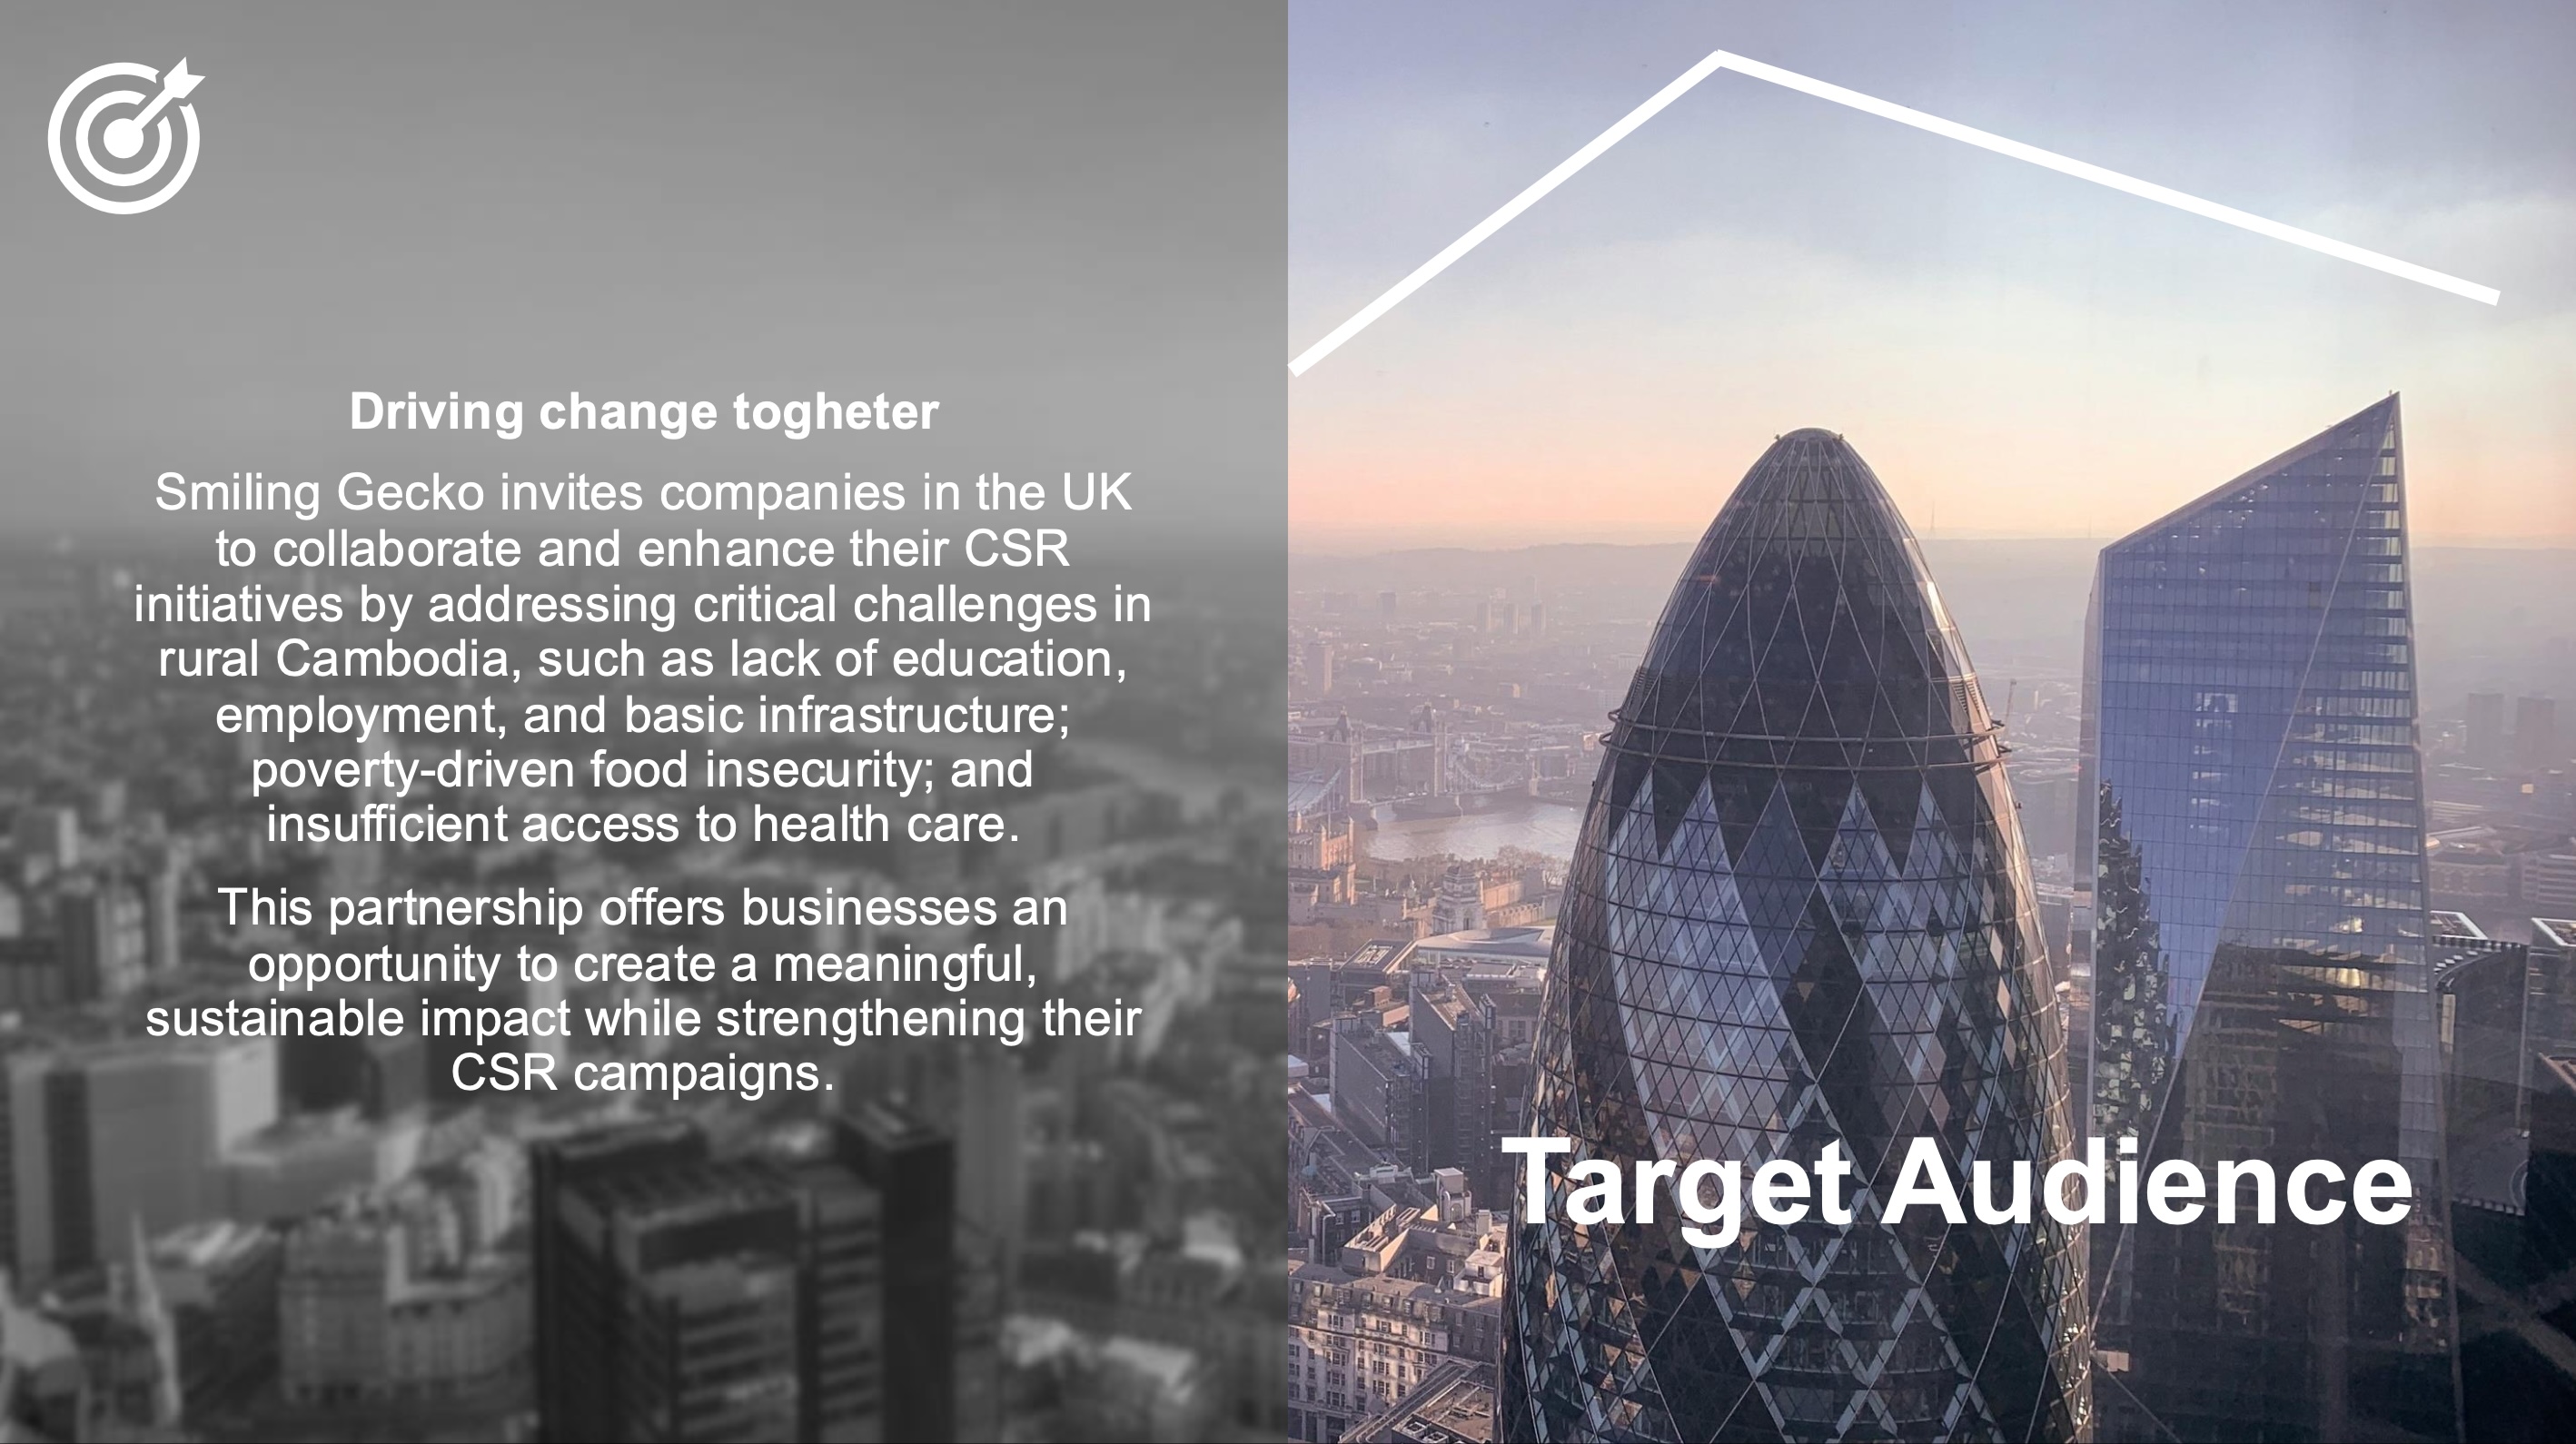 Driving change togheter
Smiling Gecko invites companies in the UK
to collaborate and enhance their CSR
initiatives by addressing critical challenges in
rural Cambodia, such as lack of education,
employment, and basic infrastructure;
poverty-driven food insecurity; and
insufficient access to health care.
This partnership offers businesses an
opportunity to create a meaningful,
sustainable impact while strengthening their
CSR campaigns.
Target Audience